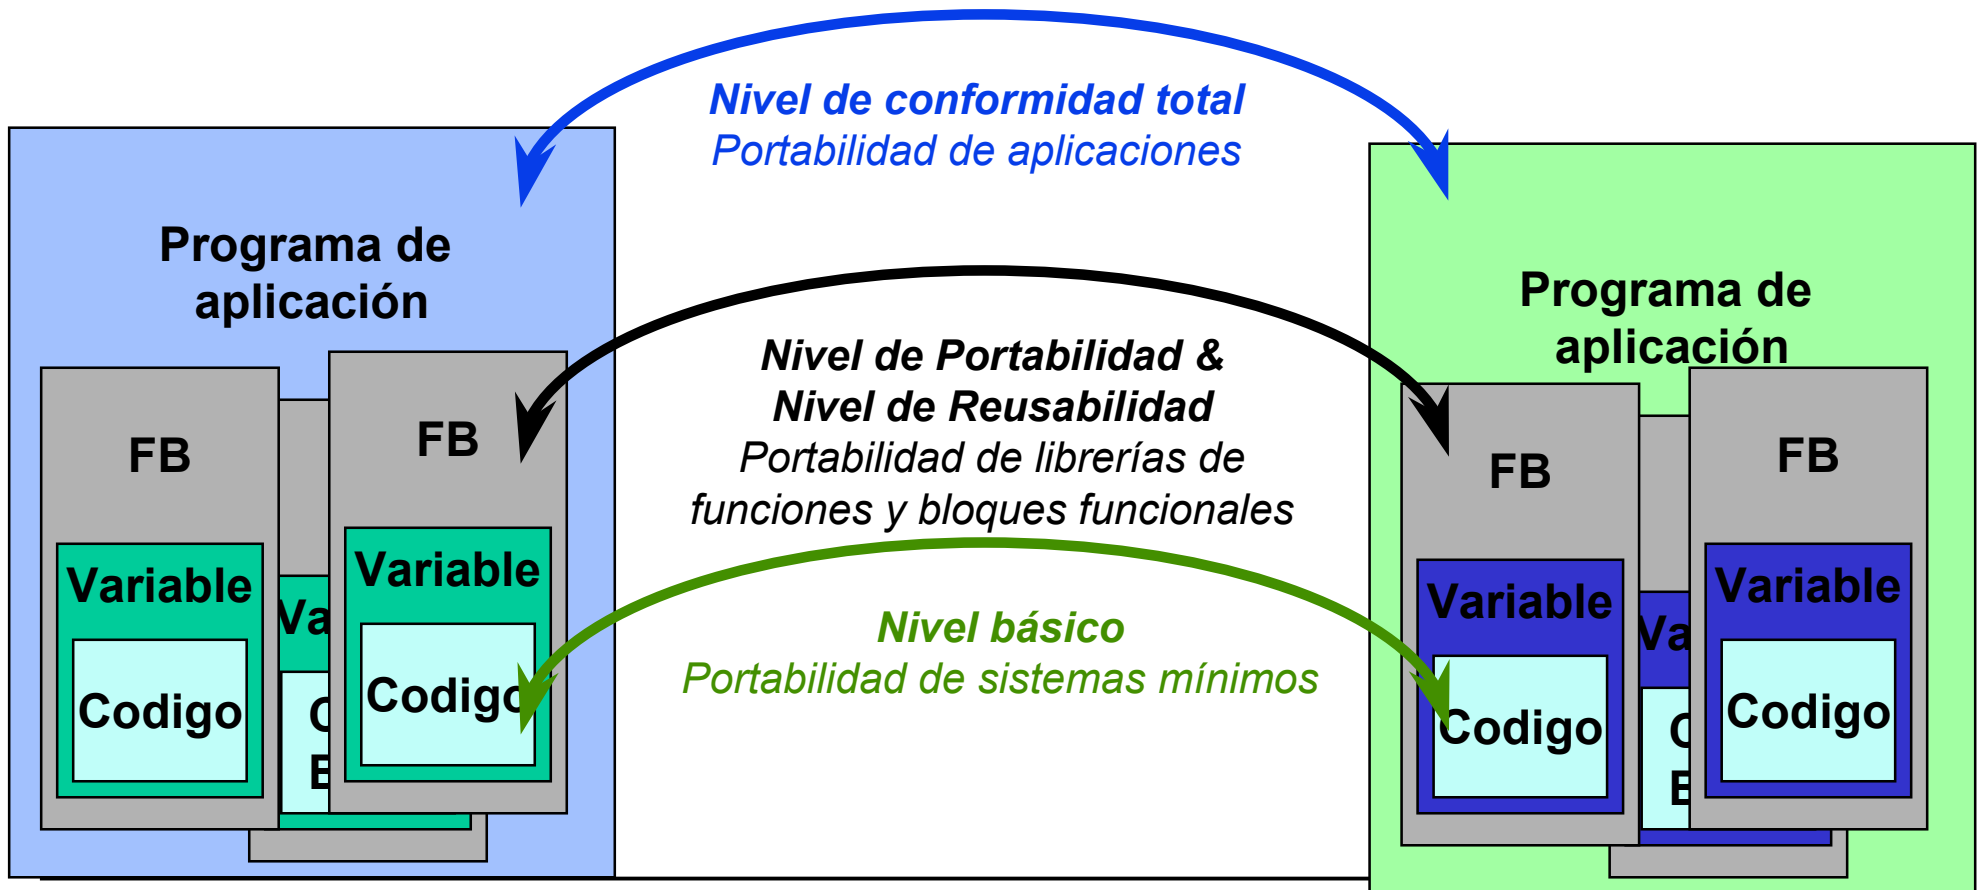 Nivel de conformidad total
Portabilidad de aplicaciones
Programa de
aplicación
FB
Variable
Codigo
FB
Variable
Codigo
Nivel de Portabilidad &
Nivel de Reusabilidad
Portabilidad de librerías de
funciones y bloques funcionales
Nivel básico
Portabilidad de sistemas mínimos
Programa de
aplicación
FB
Variable
Codigo
FB
Variable
Codigo